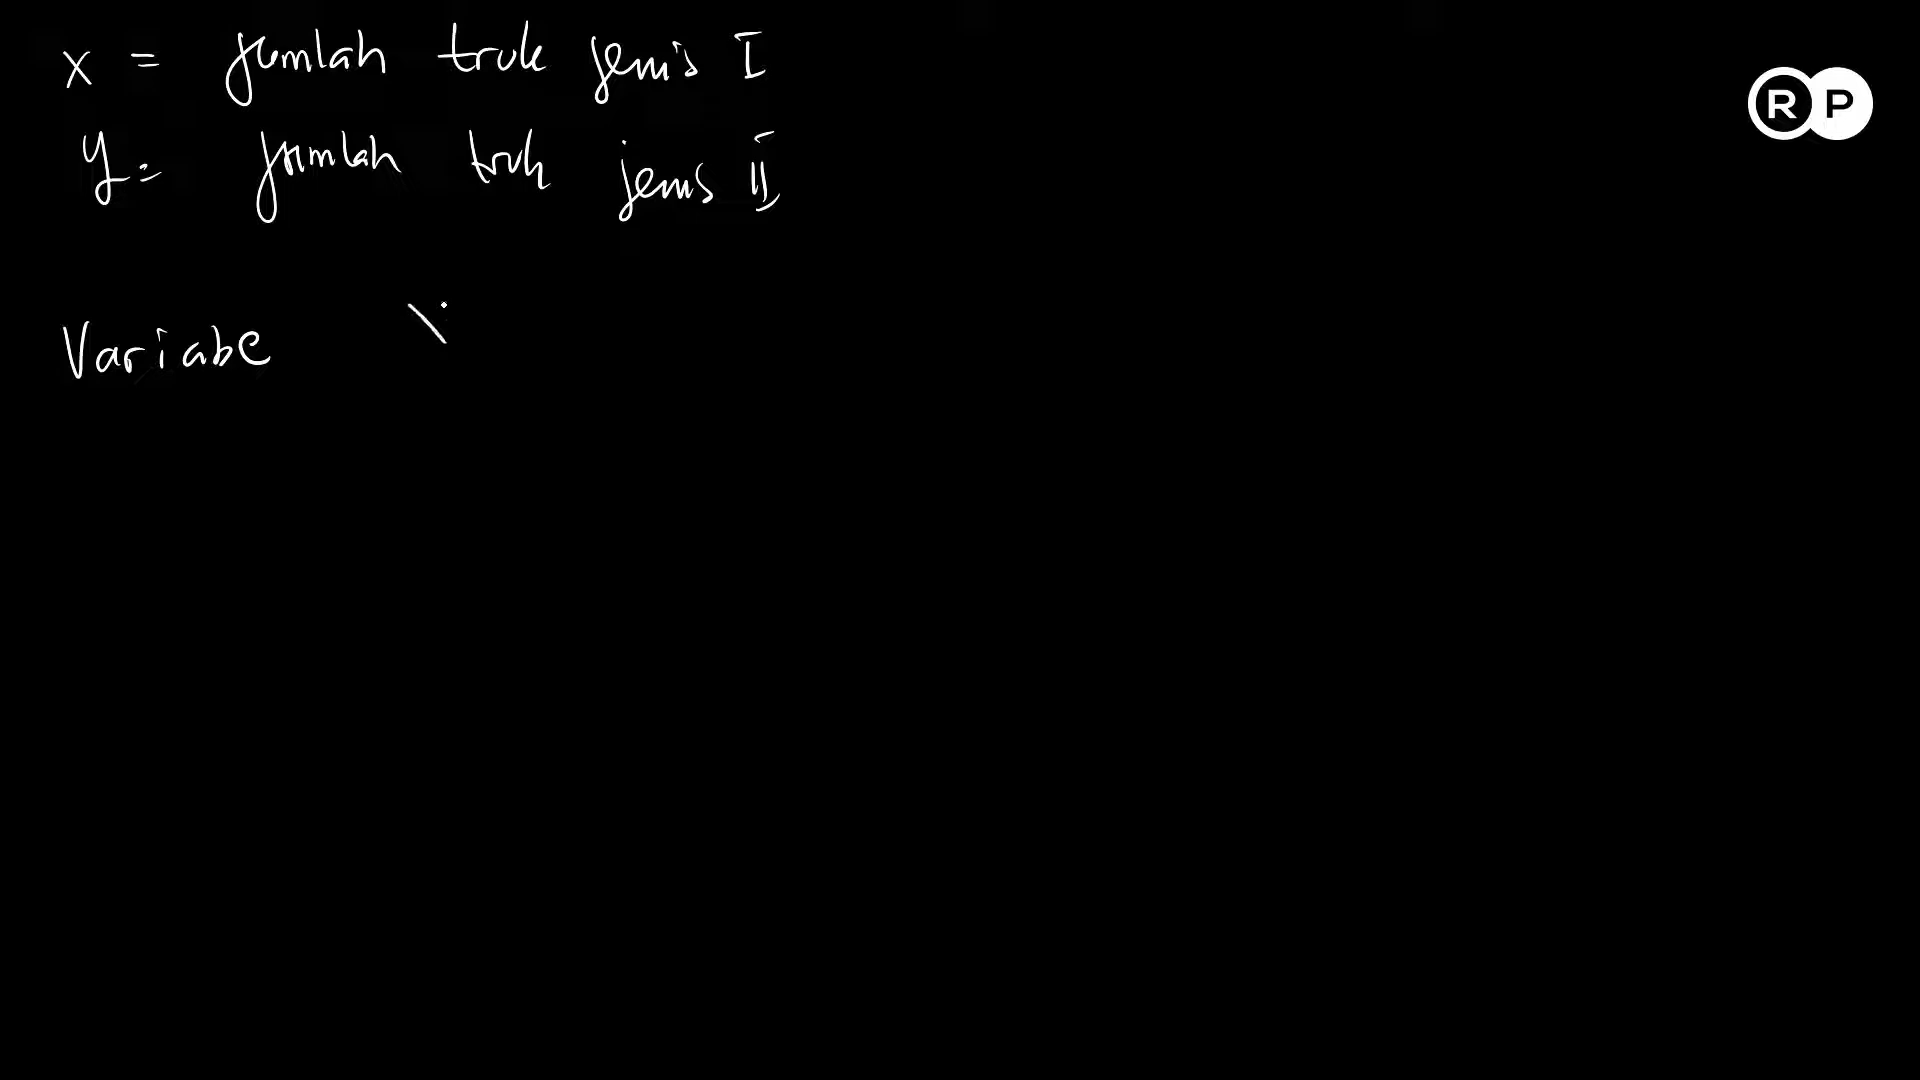 x = jumlah truk jenis I
RP
y = jumlah truk jenis II
Variabe